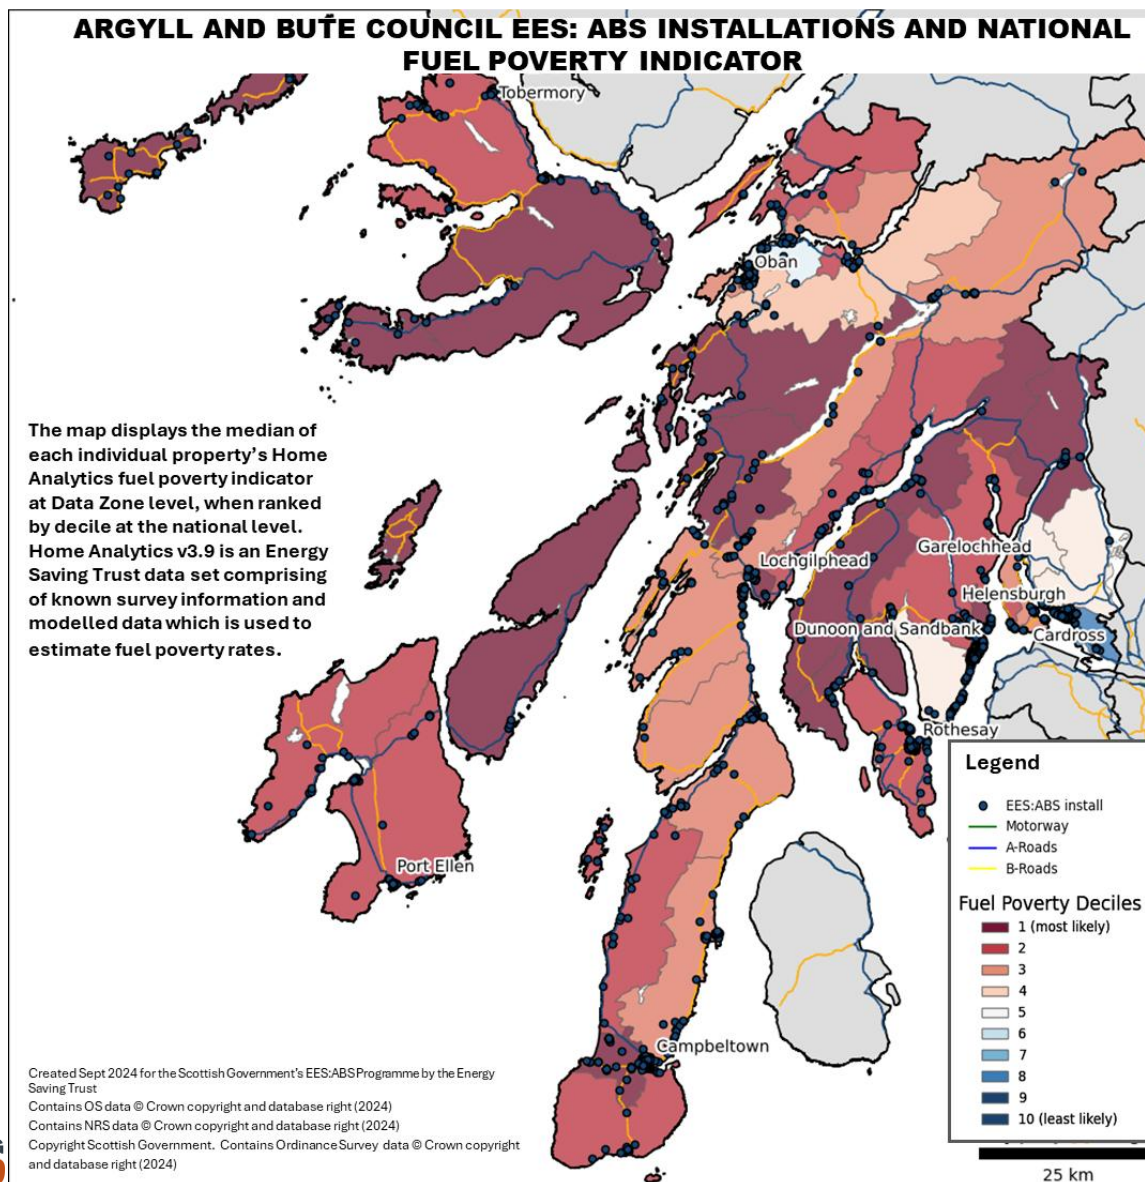 ARGYLL AND BUTE COUNCIL EES: ABS INSTALLATIONS AND NATIONAL
FUEL POVERTY INDICATOR
Tobermory
Oban
The map displays the median of
each individual property's Home
Analytics fuel poverty indicator
at Data Zone level, when ranked
by decile at the national level.
Home Analytics v3.9 is an Energy
Saving Trust data set comprising
of known survey information and
modelled data which is used to
estimate fuel poverty rates.
Lochgilphead
Garelochhead
Helensburgh
Dunoon and Sandbank
Cardross
Rothesay
Port Ellen
Campbeltown
Legend
EES:ABS install
Motorway
A-Roads
B-Roads
Fuel Poverty Deciles
1 (most likely)
2
3
4
5
6
7
8
9
10 (least likely)
25 km
Created Sept 2024 for the Scottish Government's EES:ABS Programme by the Energy
Saving Trust
Contains OS data © Crown copyright and database right (2024)
Contains NRS data © Crown copyright and database right (2024)
Copyright Scottish Government. Contains Ordinance Survey data © Crown copyright
and database right (2024)